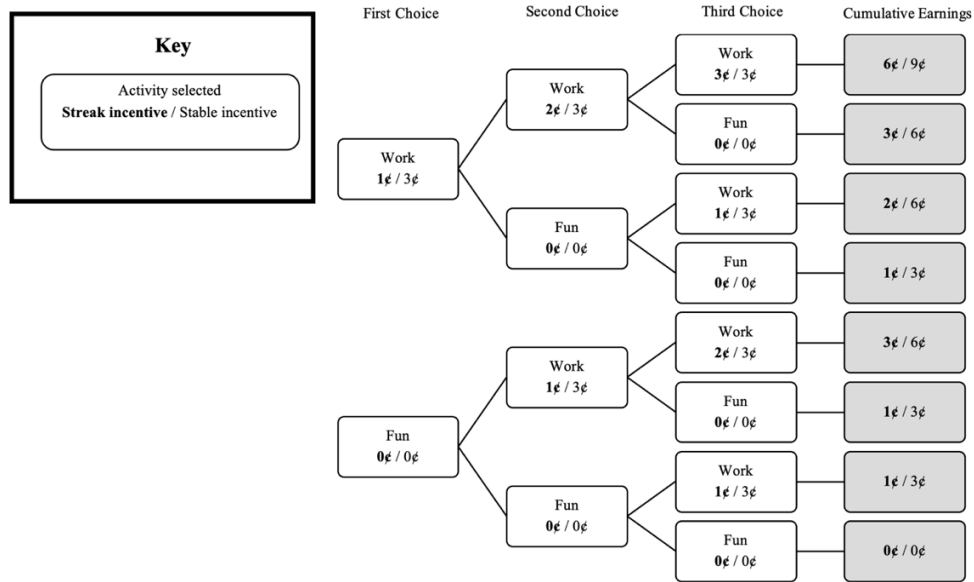 Key
Activity selected
Streak incentive / Stable incentive
First Choice
Second Choice
Third Choice
Cumulative Earnings
Work
1¢ / 3¢
Fun
0¢ / 0¢
Work
2¢ / 3¢
Fun
0¢ / 0¢
Work
1¢ / 3¢
Fun
0¢ / 0¢
Work
3¢ / 3¢
Fun
0¢ / 0¢
Work
1¢ / 3¢
Fun
0¢ / 0¢
Work
2¢ / 3¢
Fun
0¢ / 0¢
Work
1¢ / 3¢
Fun
0¢ / 0¢
6¢ / 9¢
3¢ / 6¢
2¢ / 6¢
1¢ / 3¢
3¢ / 6¢
1¢ / 3¢
1¢ / 3¢
0¢ / 0¢